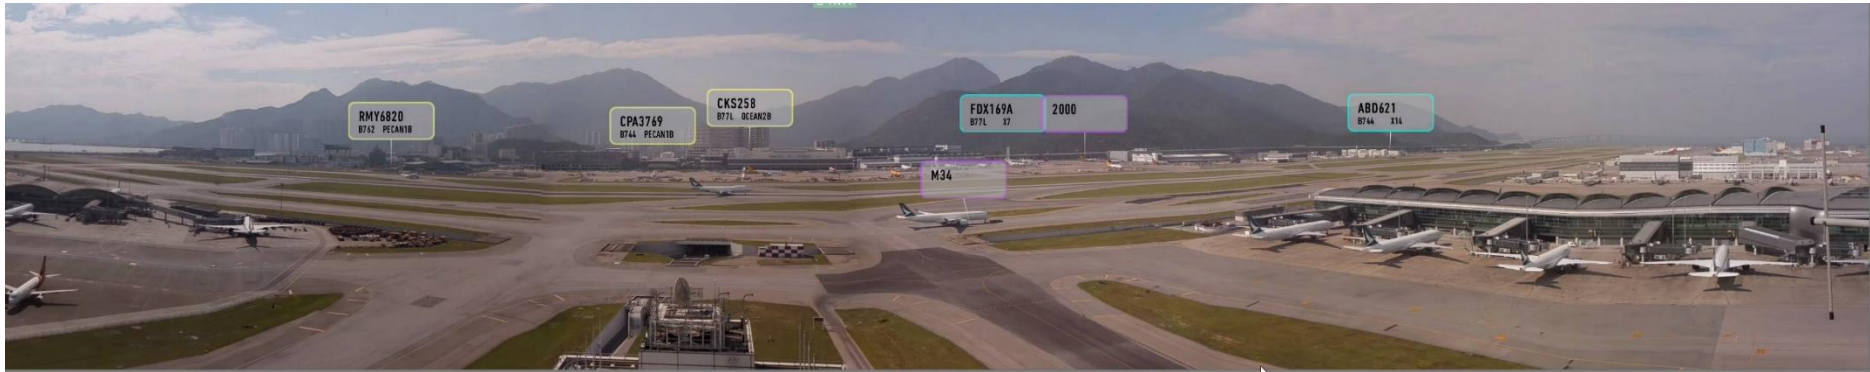 RMY6820
B762 PECAN1B
CPA3769
B744 PECAN1B
CKS258
B77L OCEAN2B
FDX169A
B77L X7
2000
ABD621
B744 X14
M34